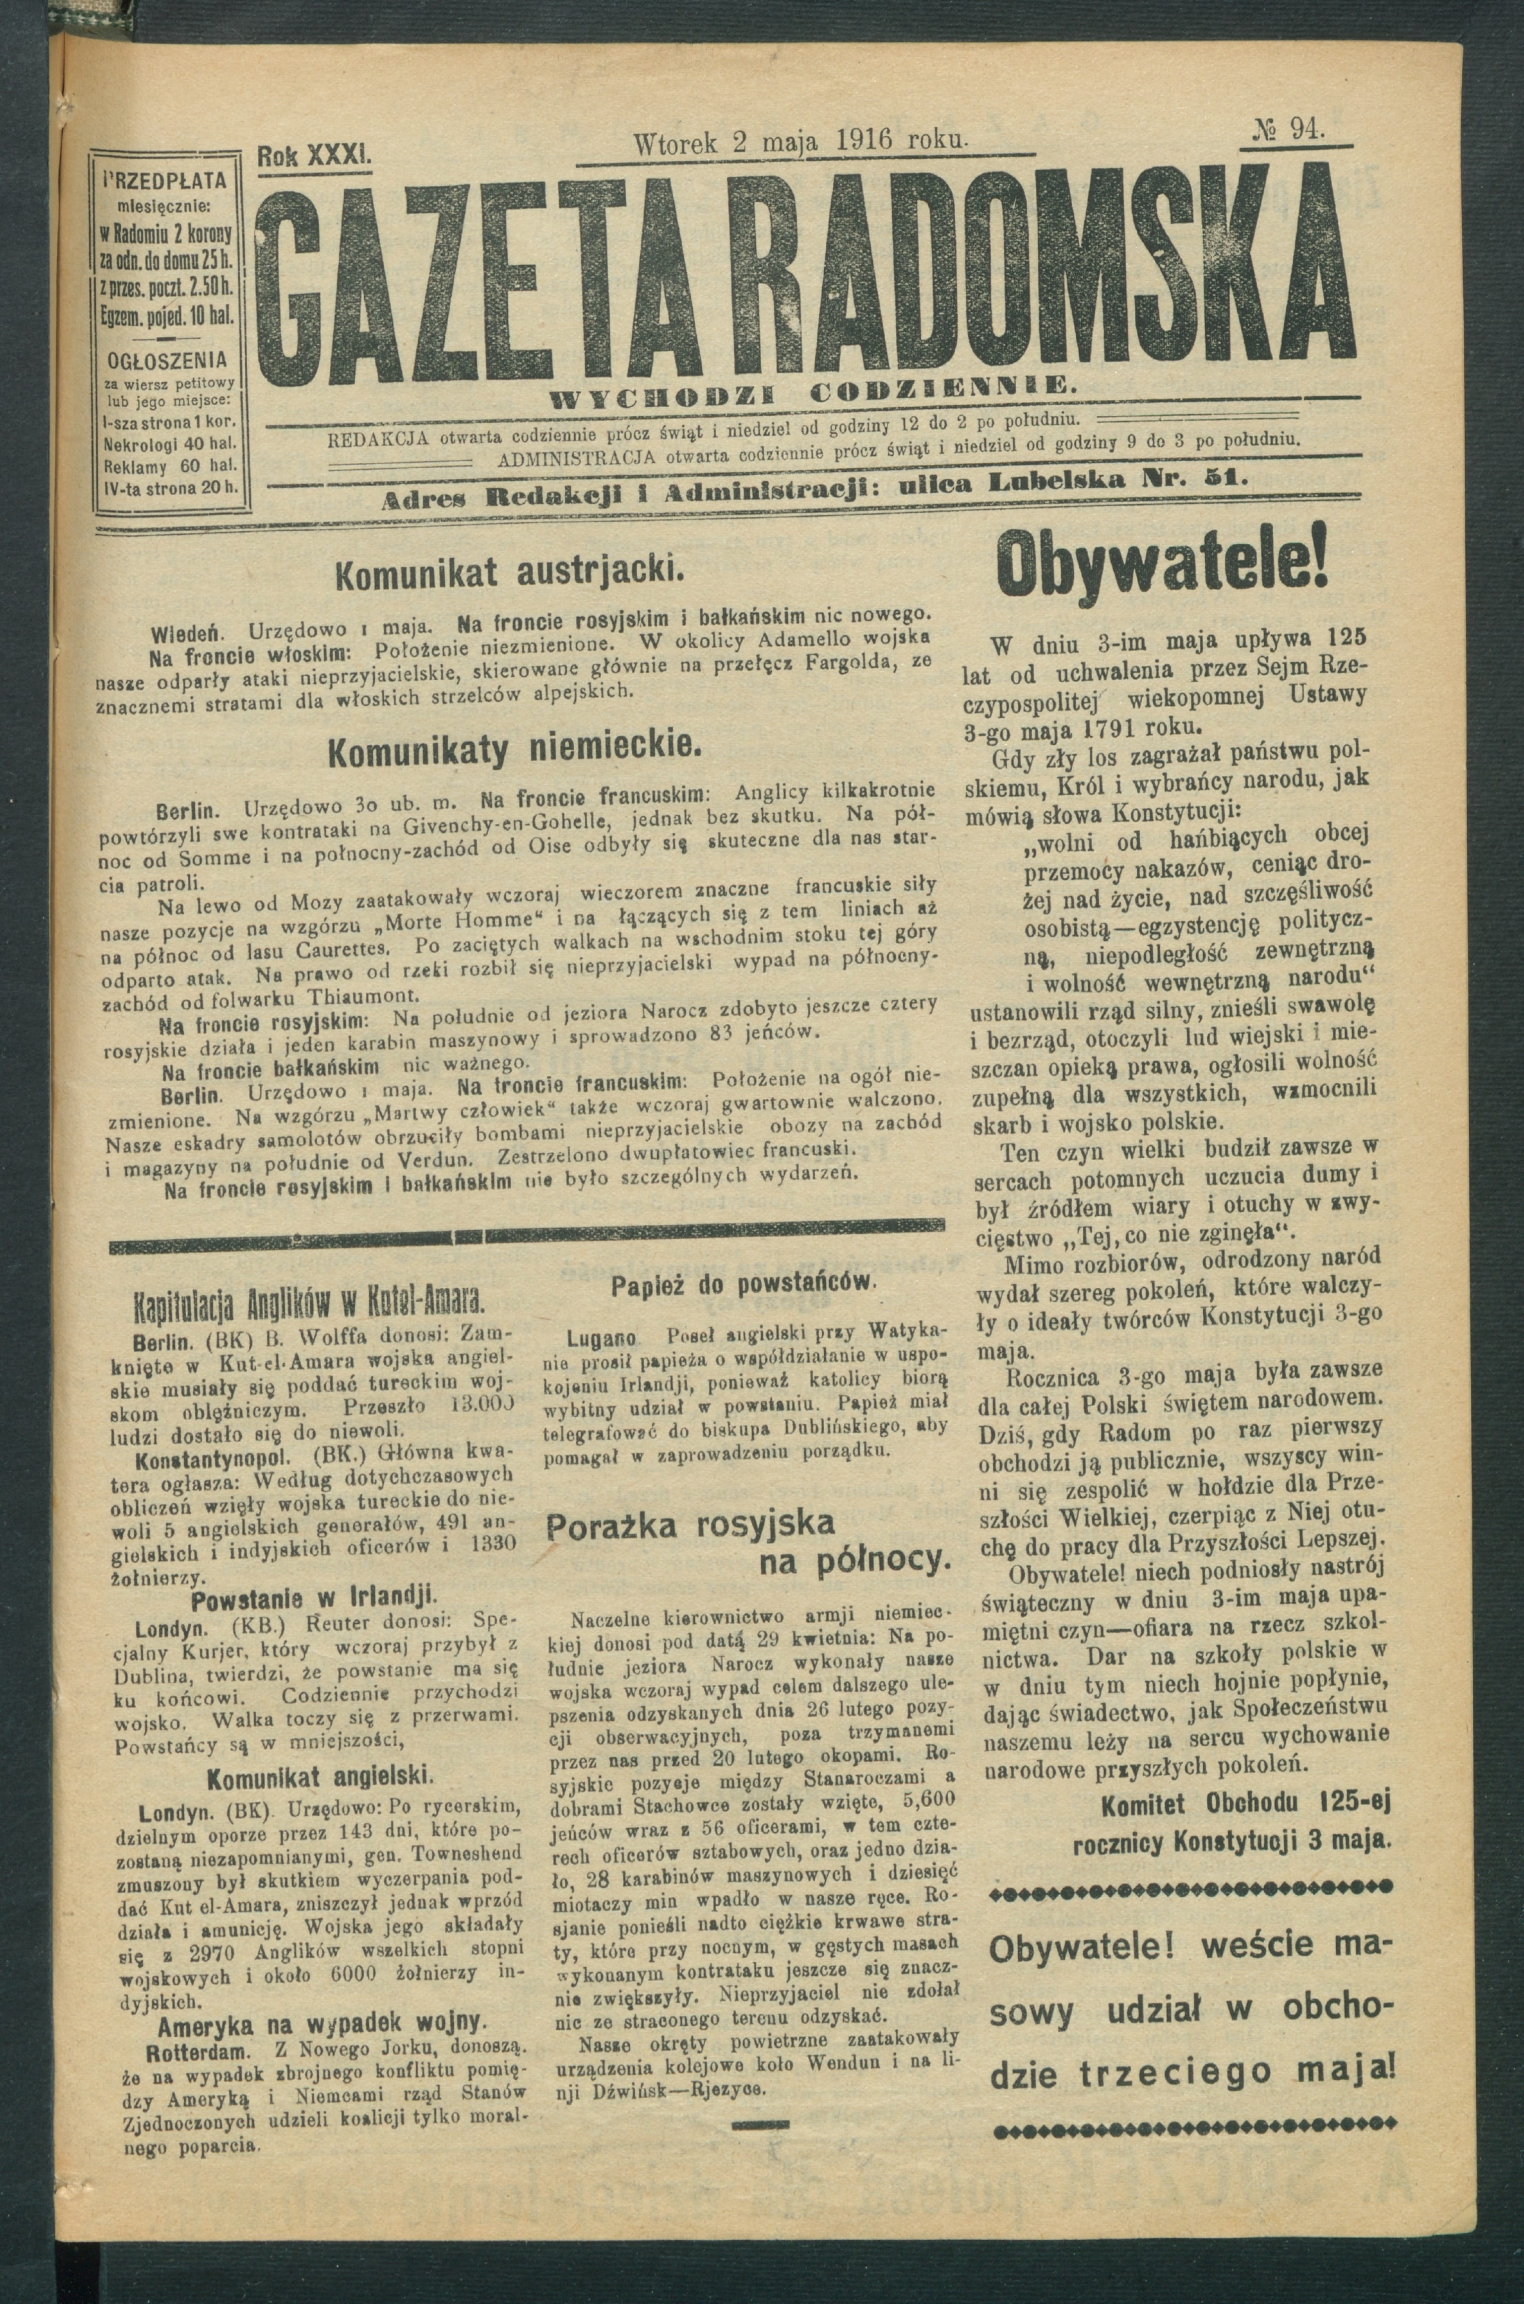 Rok XXXI.
Wtorek 2 maja 1916 roku.
№ 94.
PRZEDPŁATA
miesięcznie:
w Radomiu 2 korony
za odn. do domu 25 h.
z przes. poczt. 2.50 h.
Egzem. pojed. 10 hal.
OGŁOSZENIA
za wiersz petitowy
lub jego miejsce:
I-sza strona 1 kor.
Nekrologi 40 hal.
Reklamy 60 hal.
IV-ta strona 20 h.
GAZETA RADOMSKA
WYCHODZI CODZIENNIE.
REDAKCJA otwarta codziennie prócz świąt i niedziel od godziny 12 do 2 po południu.
ADMINISTRACJA otwarta codziennie prócz świąt i niedziel od godziny 9 do 3 po południu.
Adres Redakcji i Administracji: ulica Lubelska Nr. 51.
Komunikat austrjacki.
Wiedeń. Urzędowo 1 maja. Na froncie rosyjskim i bałkańskim nic nowego.
Na froncie włoskim: Położenie niezmienione. W okolicy Adamello wojska
nasze odparły ataki nieprzyjacielskie, skierowane głównie na przełęcz Fargolda, ze
znacznemi stratami dla włoskich strzelców alpejskich.
Komunikaty niemieckie.
Berlin. Urzędowo 3o ub. m. Na froncie francuskim: Anglicy kilkakrotnie
powtórzyli swe kontrataki na Givenchy-en-Gohelle, jednak bez skutku. Na pół-
noc od Somme i na połnocny-zachód od Oise odbyły się skuteczne dla nas star-
cia patroli.
Na lewo od Mozy zaatakowały wczoraj wieczorem znaczne francuskie siły
nasze pozycje na wzgórzu „Morte Homme“ i na łączących się z tem liniach aż
na północ od lasu Caurettes. Po zaciętych walkach na wschodnim stoku tej góry
odparto atak. Na prawo od rzeki rozbił się nieprzyjacielski wypad na północny-
zachód od folwarku Thiaumont.
Na froncie rosyjskim: Na południe od jeziora Narocz zdobyto jeszcze cztery
rosyjskie działa i jeden karabin maszynowy i sprowadzono 83 jeńców.
Na froncie bałkańskim nic ważnego.
Berlin. Urzędowo 1 maja. Na froncie francuskim: Położenie na ogół nie-
zmienione. Na wzgórzu „Martwy człowiek“ także wczoraj gwartownie walczono.
Nasze eskadry samolotów obrzuciły bombami nieprzyjacielskie obozy na zachód
i magazyny na południe od Verdun. Zestrzelono dwupłatowiec francuski.
Na froncie rosyjskim i bałkańskim nie było szczególnych wydarzeń.
Kapitulacja Anglików w Kutel-Amara.
Berlin. (BK) B. Wolffa donosi: Zam-
knięte w Kut-el-Amara wojska angiel-
skie musiały się poddać tureckim woj-
skom oblężniczym. Przeszło 13.000
ludzi dostało się do niewoli.
Konstantynopol. (BK.) Główna kwa-
tera ogłasza: Według dotychczasowych
obliczeń wzięły wojska tureckie do nie-
woli 5 angielskich generałów, 491 an-
gielskich i indyjskich oficerów i 1330
żołnierzy.
Powstanie w Irlandji.
Londyn. (KB.) Reuter donosi: Spe-
cjalny Kurjer, który wczoraj przybył z
Dublina, twierdzi, że powstanie ma się
ku końcowi. Codziennie przychodzi
wojsko. Walka toczy się z przerwami.
Powstańcy są w mniejszości,
Komunikat angielski.
Londyn. (BK). Urzędowo: Po rycerskim,
dzielnym oporze przez 143 dni, które po-
zostaną niezapomnianymi, gen. Towneshend
zmuszony był skutkiem wyczerpania pod-
dać Kut el-Amara, zniszczył jednak wprzód
działa i amunicję. Wojska jego składały
się z 2970 Anglików wszelkich stopni
wojskowych i około 6000 żołnierzy in-
dyjskich.
Ameryka na wypadek wojny.
Rotterdam. Z Nowego Jorku, donoszą.
że na wypadek zbrojnego konfliktu pomię-
dzy Ameryką i Niemcami rząd Stanów
Zjednoczonych udzieli koalicji tylko moral-
nego poparcia.
Papież do powstańców.
Lugano Poseł angielski przy Watyka-
nie prosił papieża o współdziałanie w uspo-
kojeniu Irlandji, ponieważ katolicy biorą
wybitny udział w powstaniu. Papież miał
telegrafować do biskupa Dublińskiego, aby
pomagał w zaprowadzeniu porządku.
Porażka rosyjska
na północy.
Naczelne kierownictwo armji niemiec-
kiej donosi pod datą 29 kwietnia: Na po-
łudnie jeziora Narocz wykonały nasze
wojska wczoraj wypad celem dalszego ule-
pszenia odzyskanych dnia 26 lutego pozy-
cji obserwacyjnych, poza trzymanemi
przez nas przed 20 lutego okopami. Ro-
syjskie pozycje między Stanaroczami a
dobrami Stachowce zostały wzięte, 5,600
jeńców wraz z 56 oficerami, w tem czte-
rech oficerów sztabowych, oraz jedno dzia-
ło, 28 karabinów maszynowych i dziesięć
miotaczy min wpadło w nasze ręce. Ro-
sjanie ponieśli nadto ciężkie krwawe stra-
ty, które przy nocnym, w gęstych masach
wykonanym kontrataku jeszcze się znacz-
nie zwiększyły. Nieprzyjaciel nie zdołał
nic ze straconego terenu odzyskać.
Nasze okręty powietrzne zaatakowały
urządzenia kolejowe koło Wendun i na li-
nji Dźwińsk—Rjezyce.
Obywatele!
W dniu 3-im maja upływa 125
lat od uchwalenia przez Sejm Rze-
czypospolitej wiekopomnej Ustawy
3-go maja 1791 roku.
Gdy zły los zagrażał państwu pol-
skiemu, Król i wybrańcy narodu, jak
mówią słowa Konstytucji:
„wolni od hańbiących obcej
przemocy nakazów, ceniąc dro-
żej nad życie, nad szczęśliwość
osobistą—egzystencję politycz-
ną, niepodległość zewnętrzną
i wolność wewnętrzną narodu“
ustanowili rząd silny, znieśli swawolę
i bezrząd, otoczyli lud wiejski i mie-
szczan opieką prawa, ogłosili wolność
zupełną dla wszystkich, wzmocnili
skarb i wojsko polskie.
Ten czyn wielki budził zawsze w
sercach potomnych uczucia dumy i
był źródłem wiary i otuchy w zwy-
cięstwo „Tej, co nie zginęła“.
Mimo rozbiorów, odrodzony naród
wydał szereg pokoleń, które walczy-
ły o ideały twórców Konstytucji 3-go
maja.
Rocznica 3-go maja była zawsze
dla całej Polski świętem narodowem.
Dziś, gdy Radom po raz pierwszy
obchodzi ją publicznie, wszyscy win-
ni się zespolić w hołdzie dla Prze-
szłości Wielkiej, czerpiąc z Niej otu-
chę do pracy dla Przyszłości Lepszej.
Obywatele! niech podniosły nastrój
świąteczny w dniu 3-im maja upa-
miętni czyn—ofiara na rzecz szkol-
nictwa. Dar na szkoły polskie w
w dniu tym niech hojnie popłynie,
dając świadectwo, jak Społeczeństwu
naszemu leży na sercu wychowanie
narodowe przyszłych pokoleń.
Komitet Obchodu 125-ej
rocznicy Konstytucji 3 maja.
Obywatele! weście ma-
sowy udział w obcho-
dzie trzeciego maja!